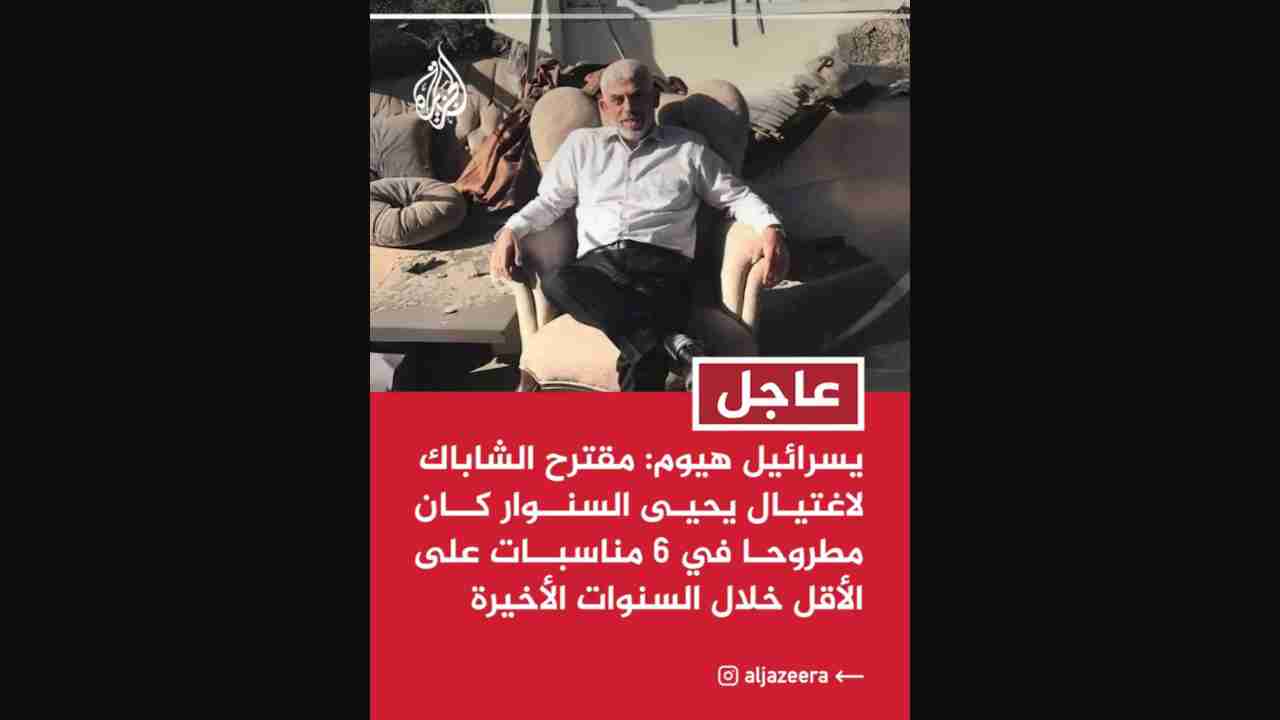 الجزيرة
عاجل
يسرائيل هيوم: مقترح الشاباك
لاغتيال يحيى السنوار كان
مطروحا في 6 مناسبات على
الأقل خلال السنوات الأخيرة
aljazeera